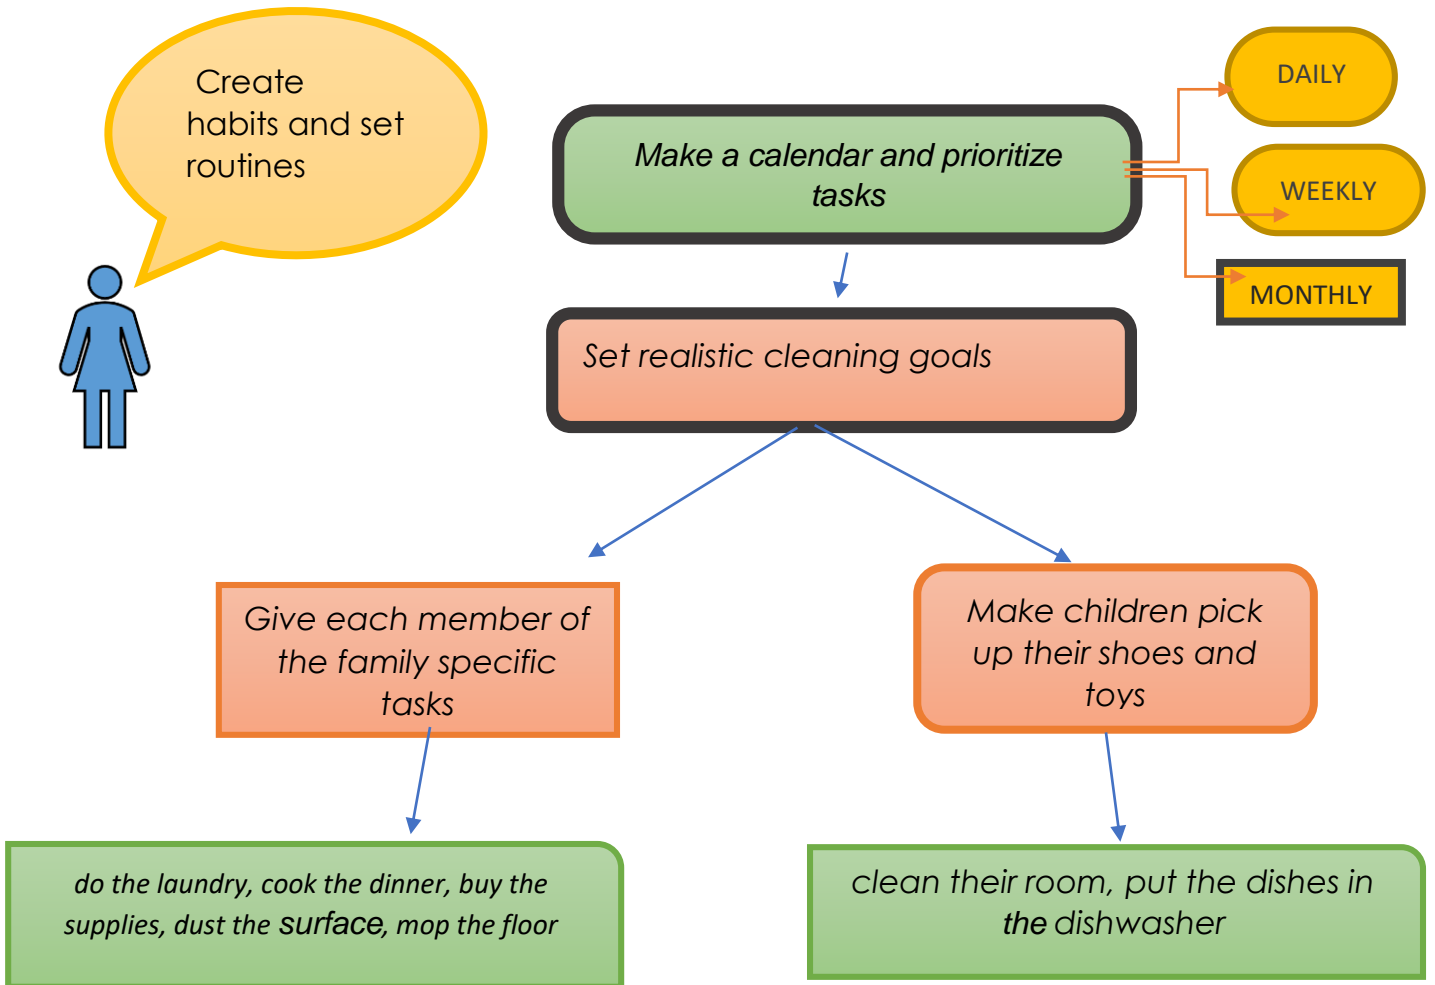 Create
habits and set
routines
Make a calendar and prioritize
tasks
DAILY
WEEKLY
MONTHLY
Set realistic cleaning goals
Give each member of
the family specific
tasks
Make children pick
up their shoes and
toys
do the laundry, cook the dinner, buy the
supplies, dust the surface, mop the floor
clean their room, put the dishes in
the dishwasher